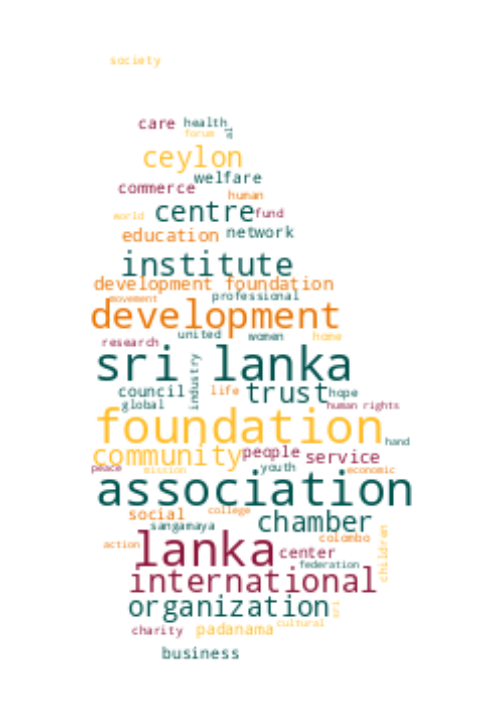 society
care health
forum al
ceylon
welfare
commerce
human
world centre fund
education network
institute
development foundation
movement professional
development
united women home
research
sri lanka
industry
council life trust hope
global human rights
foundation
hand
community people service
peace mission youth economic
association
social college
sangamaya chamber
action lanka colombo
center
children
federation
international
organization sri
charity padanama cultural
business